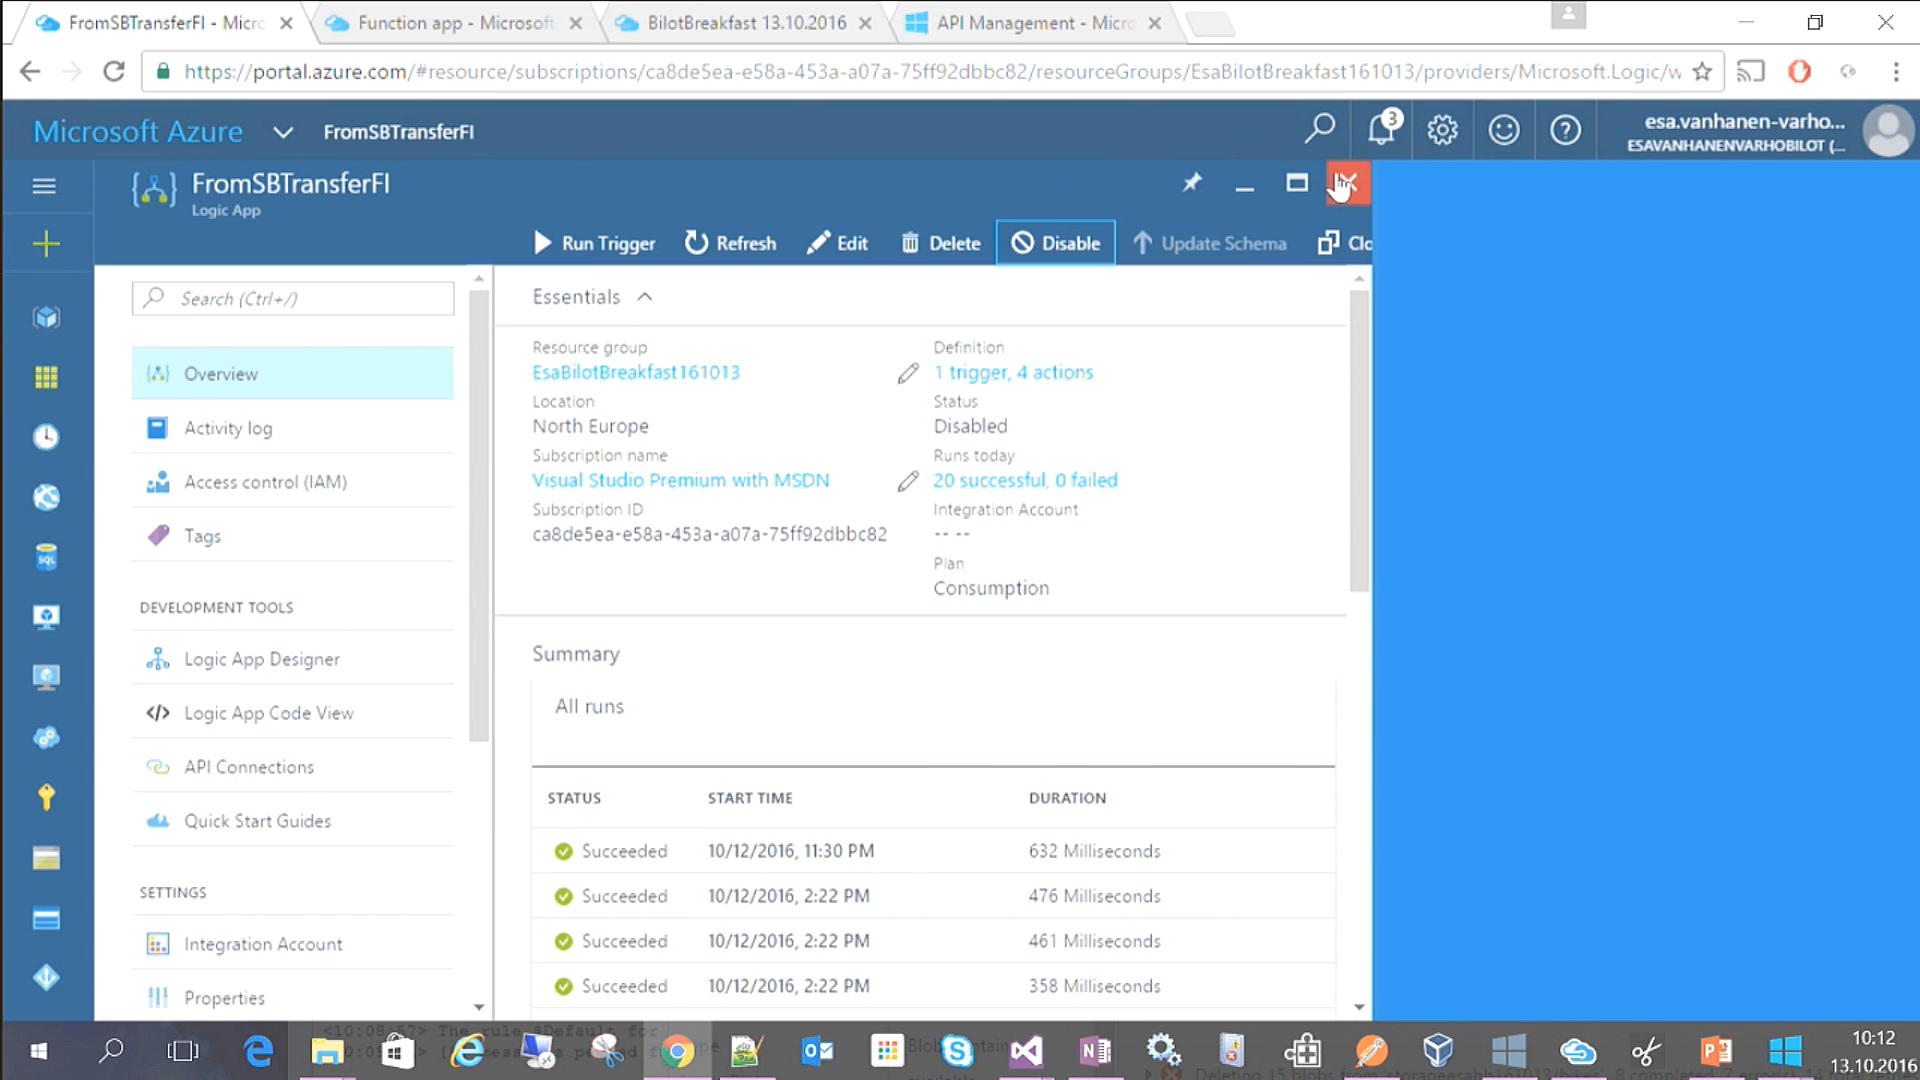 FromSBTransferFI - Micro
Function app - Microsoft
BilotBreakfast 13.10.2016
API Management - Micro
https://portal.azure.com/#resource/subscriptions/ca8de5ea-e58a-453a-a07a-75ff92dbbc82/resourceGroups/EsaBilotBreakfast161013/providers/Microsoft.Logic/w
Microsoft Azure
FromSBTransferFI
3
esa.vanhanen-varho...
ESAVANHANENVARHOBILOT (...
FromSBTransferFI
Logic App
Run Trigger
Refresh
Edit
Delete
Disable
Update Schema
Clo
Search (Ctrl+/)
Overview
Activity log
Access control (IAM)
Tags
DEVELOPMENT TOOLS
Logic App Designer
Logic App Code View
API Connections
Quick Start Guides
SETTINGS
Integration Account
Properties
Essentials
Resource group
EsaBilotBreakfast161013
Location
North Europe
Subscription name
Visual Studio Premium with MSDN
Subscription ID
ca8de5ea-e58a-453a-a07a-75ff92dbbc82
Definition
1 trigger, 4 actions
Status
Disabled
Runs today
20 successful, 0 failed
Integration Account
-- --
Plan
Consumption
Summary
All runs
STATUS START TIME DURATION
Succeeded 10/12/2016, 11:30 PM 632 Milliseconds
Succeeded 10/12/2016, 2:22 PM 476 Milliseconds
Succeeded 10/12/2016, 2:22 PM 461 Milliseconds
Succeeded 10/12/2016, 2:22 PM 358 Milliseconds
10:12
13.10.2016